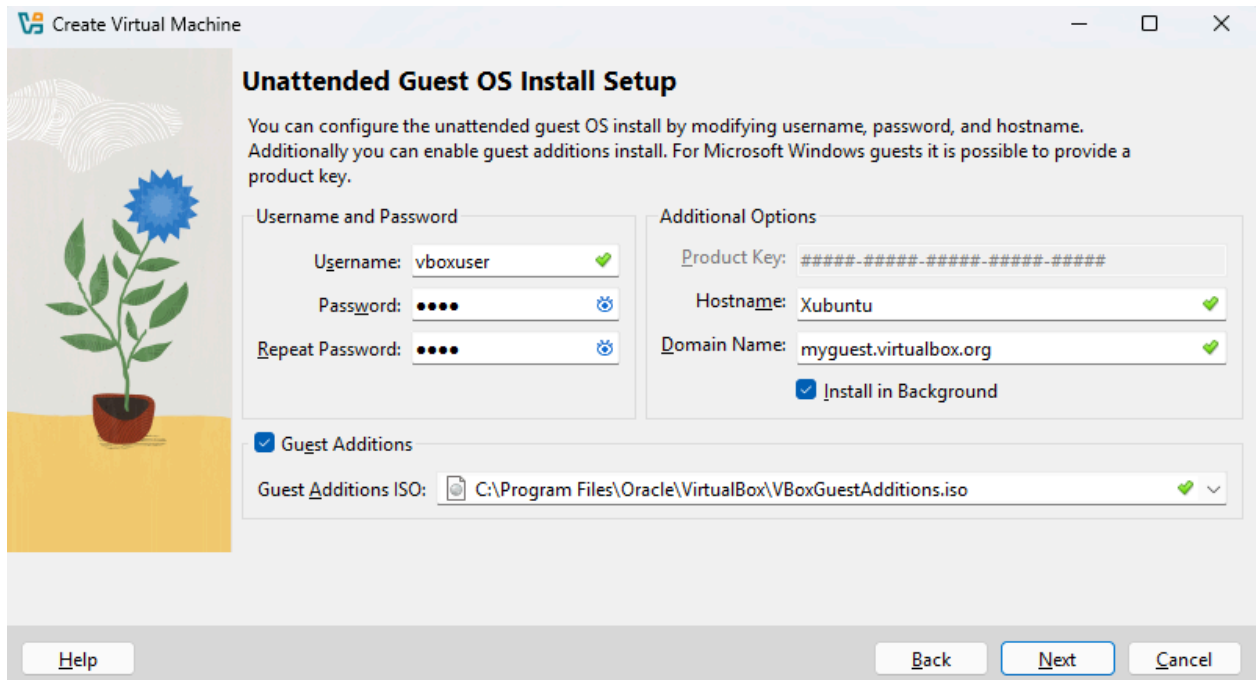 Create Virtual Machine
Unattended Guest OS Install Setup
You can configure the unattended guest OS install by modifying username, password, and hostname.
Additionally you can enable guest additions install. For Microsoft Windows guests it is possible to provide a
product key.
Username and Password
Username: vboxuser
Password: ●●●●
Repeat Password: ●●●●
Additional Options
Product Key: #####-#####-#####-#####-#####
Hostname: Xubuntu
Domain Name: myguest.virtualbox.org
Install in Background
Guest Additions
Guest Additions ISO: C:\Program Files\Oracle\VirtualBox\VBoxGuestAdditions.iso
Help
Back
Next
Cancel